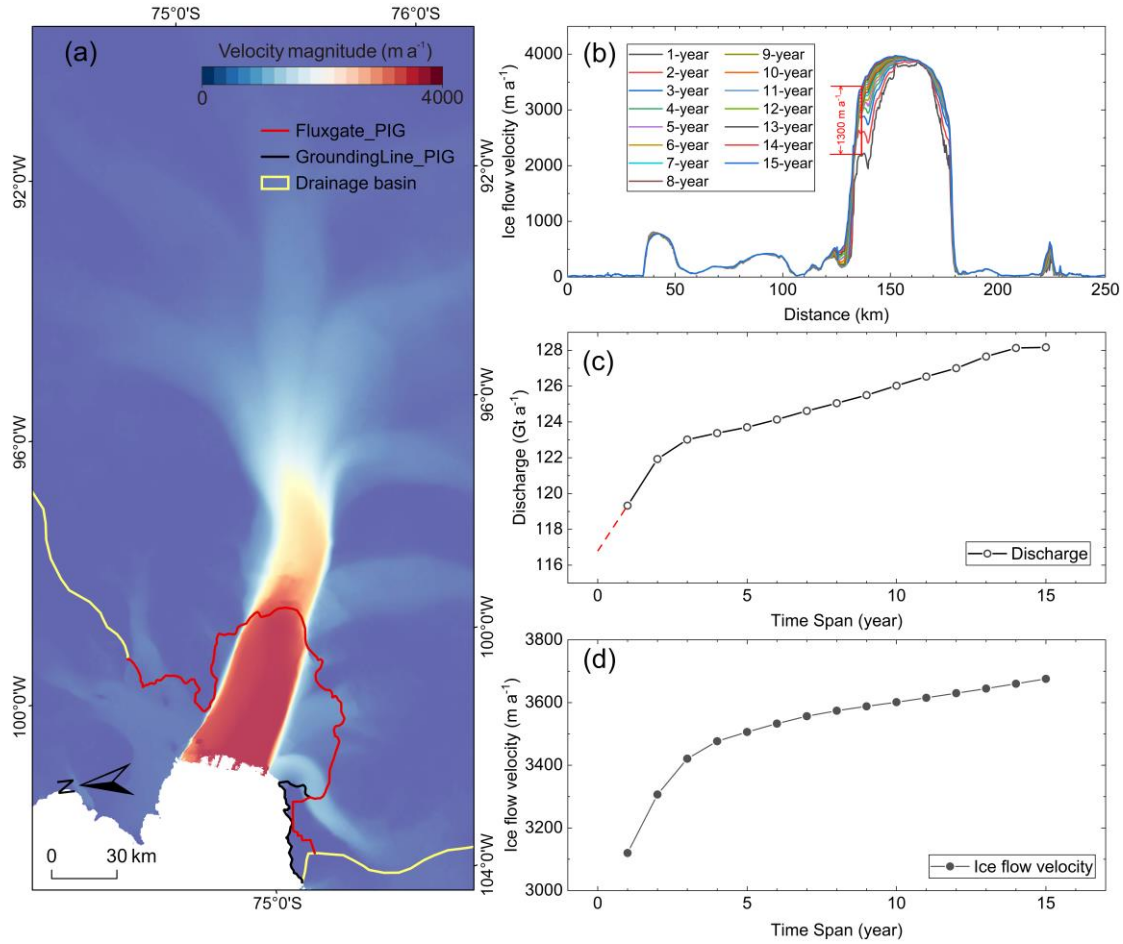 75°0'S
76°0'W
(a)
Velocity magnitude (m a⁻¹)
0
4000
Fluxgate_PIG
GroundingLine_PIG
Drainage basin
92°0'W
92°0'W
96°0'W
96°0'W
100°0'W
100°0'W
104°0'W
N
0
30 km
75°0'S
(b)
Ice flow velocity (m a⁻¹)
4000
3000
2000
1000
0
1-year
2-year
3-year
4-year
5-year
6-year
7-year
8-year
9-year
10-year
11-year
12-year
13-year
14-year
15-year
~1300 m a⁻¹
0 50 100 150 200 250
Distance (km)
(c)
Discharge (Gt a⁻¹)
128
126
124
122
120
118
116
Discharge
0 5 10 15
Time Span (year)
(d)
Ice flow velocity (m a⁻¹)
3800
3600
3400
3200
3000
Ice flow velocity
0 5 10 15
Time Span (year)